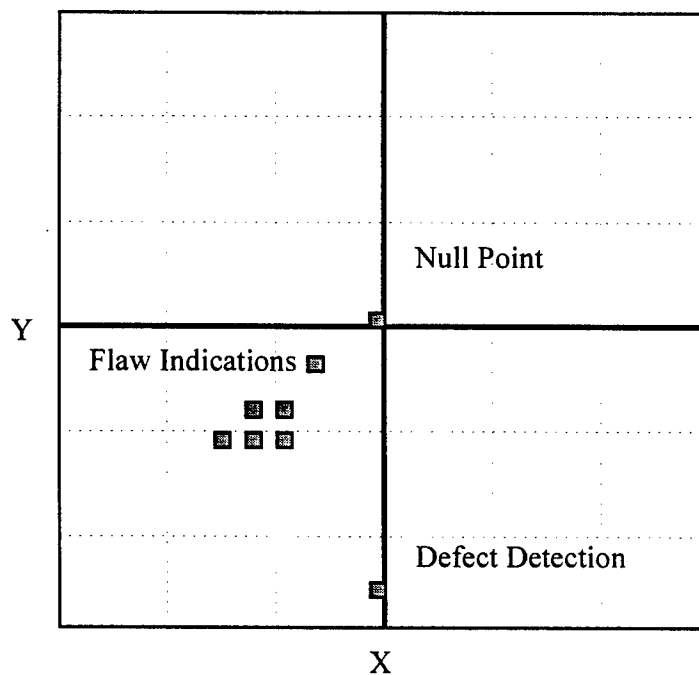 Null Point
Y
Flaw Indications
Defect Detection
X